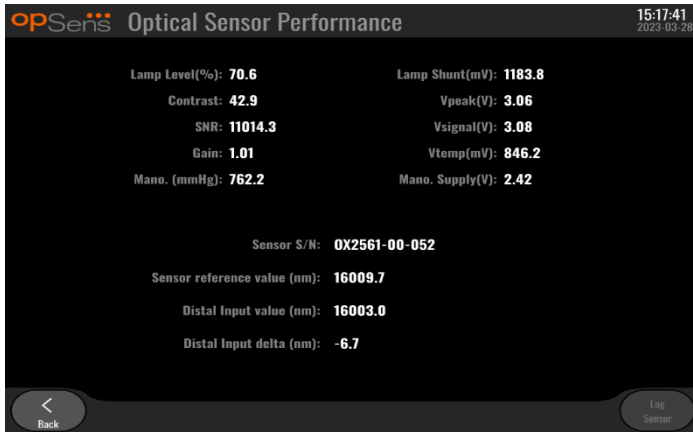 opSens Optical Sensor Performance 15:17:41
2023-03-28
Lamp Level(%): 70.6 Lamp Shunt(mV): 1183.8
Contrast: 42.9 Vpeak(V): 3.06
SNR: 11014.3 Vsignal(V): 3.08
Gain: 1.01 Vtemp(mV): 846.2
Mano. (mmHg): 762.2 Mano. Supply(V): 2.42
Sensor S/N: OX2561-00-052
Sensor reference value (nm): 16009.7
Distal Input value (nm): 16003.0
Distal Input delta (nm): -6.7
Back
Log
Sensor